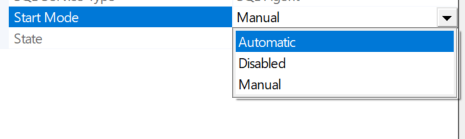 Start Mode Manual
State Automatic
Disabled
Manual